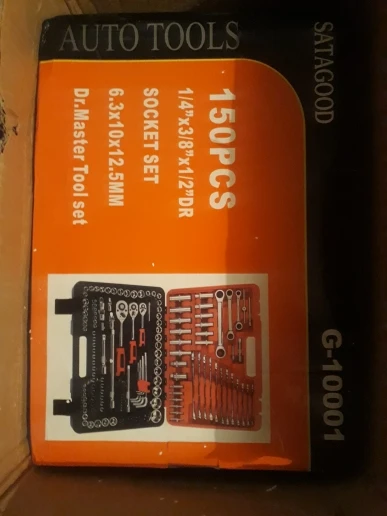 AUTO TOOLS
SATAGOOD
150PCS
1/4"x3/8"x1/2"DR
SOCKET SET
6.3x10x12.5MM
Dr.Master Tool set
G-10001